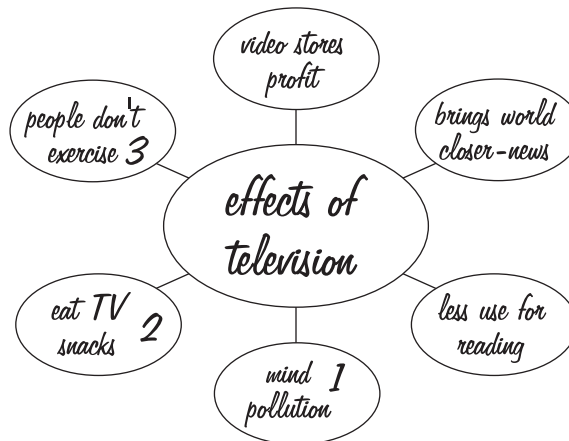 video stores
profit
people don't
exercise 3
brings world
closer-news
effects of
television
eat TV
snacks 2
less use for
reading
mind 1
pollution